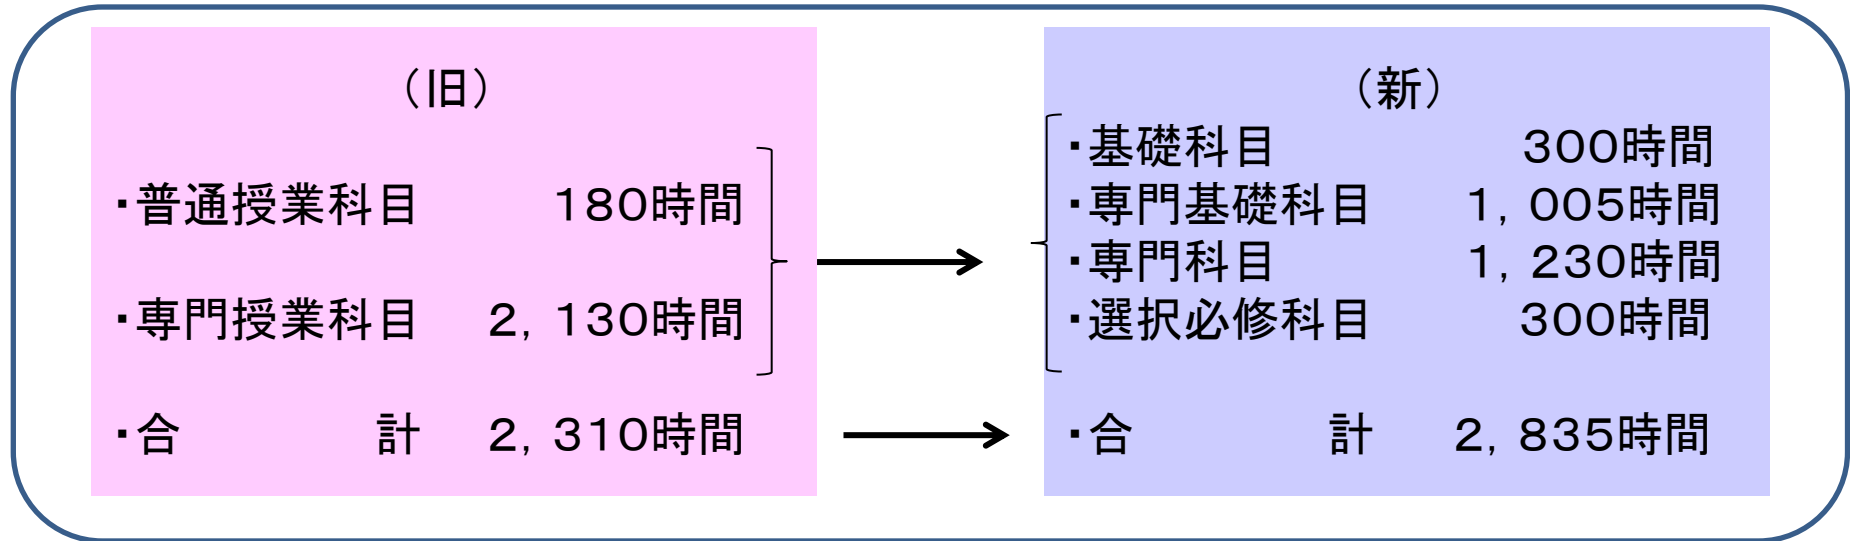 （旧）
・普通授業科目　　　１８０時間
・専門授業科目　２，１３０時間
・合　　　　計　２，３１０時間
（新）
・基礎科目　　　　　３００時間
・専門基礎科目　１，００５時間
・専門科目　　　１，２３０時間
・選択必修科目　　　３００時間
・合　　　　計　２，８３５時間